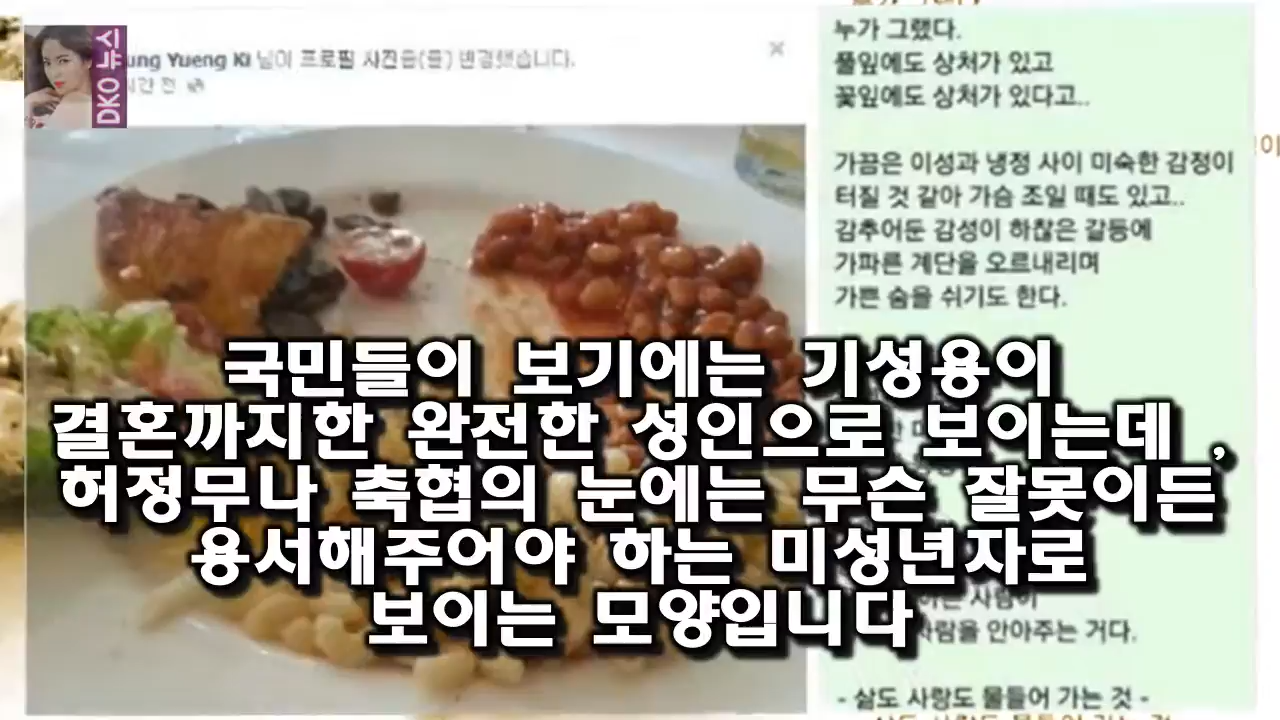 DKO 뉴스
ung Yueng Ki 님이 프로필 사진을(를) 변경했습니다.
시간 전
누가 그랬다.
풀잎에도 상처가 있고
꽃잎에도 상처가 있다고..
가끔은 이성과 냉정 사이 미숙한 감정이
터질 것 같아 가슴 조일 때도 있고..
감추어둔 감성이 하찮은 갈등에
가파른 계단을 오르내리며
가쁜 숨을 쉬기도 한다.
국민들이 보기에는 기성용이
결혼까지한 완전한 성인으로 보이는데 ,
허정무나 축협의 눈에는 무슨 잘못이든
용서해주어야 하는 미성년자로
보이는 모양입니다
사람이
사람을 안아주는 거다.
- 삶도 사랑도 물들어 가는 것 -